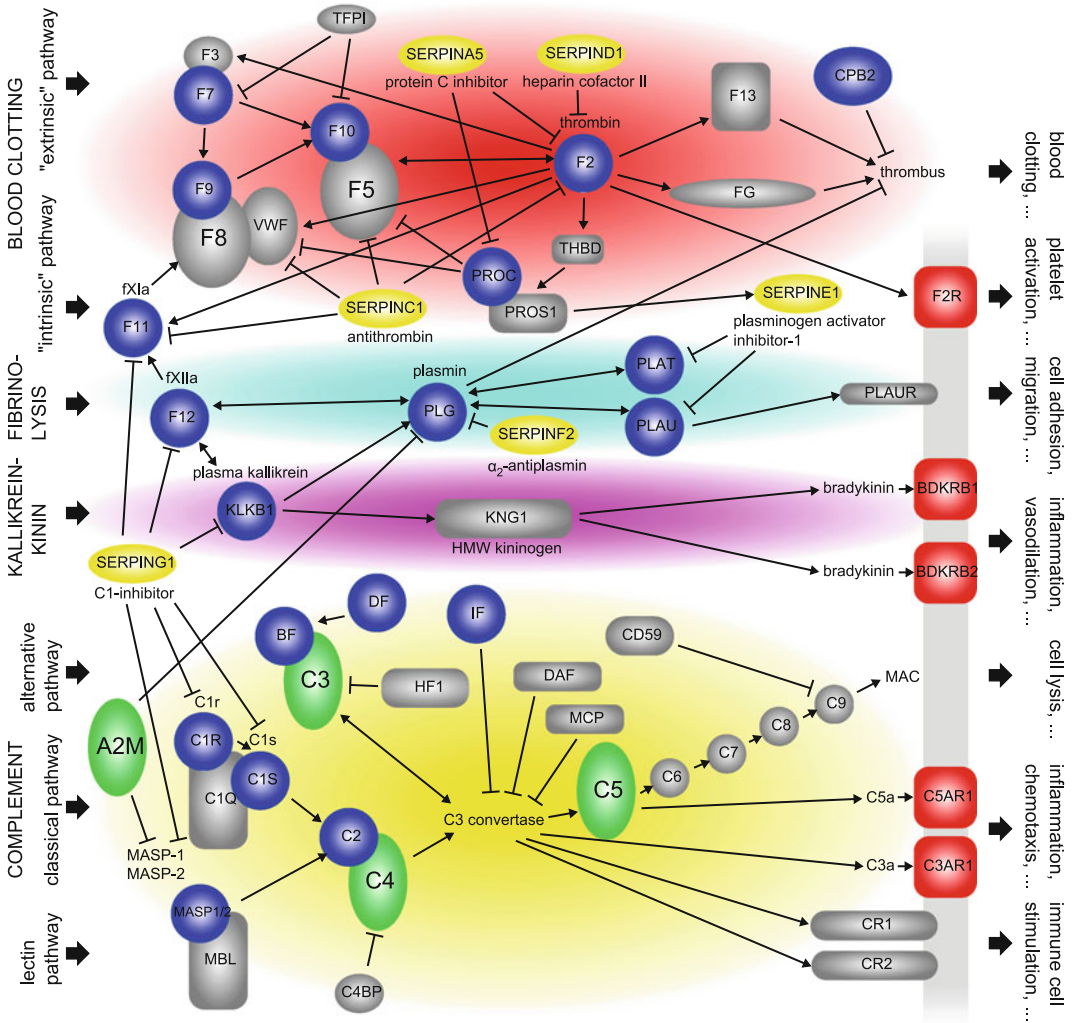 BLOOD CLOTTING
"extrinsic" pathway
"intrinsic" pathway
FIBRINO-
LYSIS
KALLIKREIN-
KININ
COMPLEMENT
alternative
pathway
classical pathway
lectin
pathway
TFPI
F3
F7
F10
F9
F5
F8
VWF
SERPINA5
protein C inhibitor
SERPIND1
heparin cofactor II
thrombin
F2
F13
CPB2
FG
thrombus
THBD
PROC
PROS1
SERPINC1
antithrombin
SERPINE1
plasminogen activator
inhibitor-1
F2R
fXIa
F11
fXIIa
F12
plasmin
PLG
PLAT
PLAU
PLAUR
SERPINF2
α2-antiplasmin
plasma kallikrein
KLKB1
KNG1
HMW kininogen
bradykinin
BDKRB1
bradykinin
BDKRB2
SERPING1
C1-inhibitor
DF
BF
C3
IF
HF1
DAF
MCP
CD59
MAC
C9
C8
C7
C6
C5
A2M
C1r
C1R
C1s
C1S
C1Q
C2
C4
C3 convertase
MASP-1
MASP-2
MASP1/2
MBL
C4BP
C5a
C5AR1
C3a
C3AR1
CR1
CR2
blood
clotting, ...
platelet
activation, ...
cell adhesion,
migration, ...
inflammation,
vasodilation, ...
cell lysis, ...
inflammation,
chemotaxis, ...
immune cell
stimulation, ...